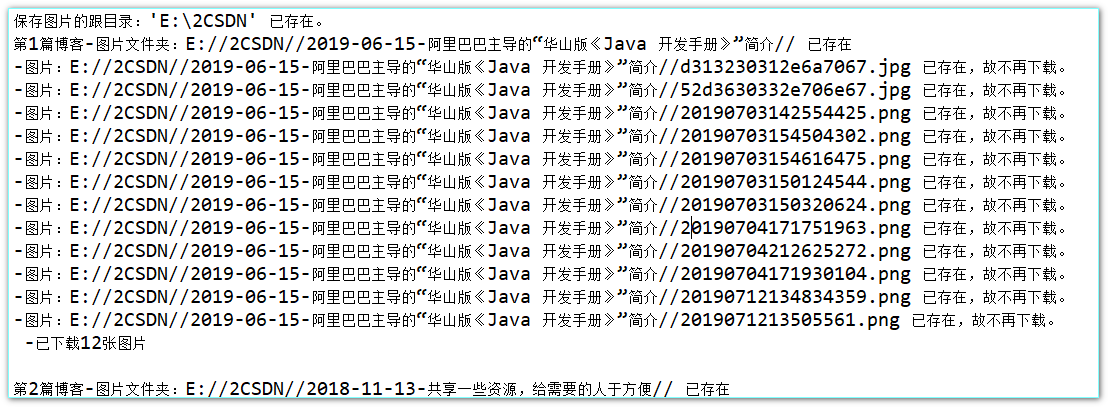 保存图片的跟目录：'E:\2CSDN' 已存在。
第1篇博客-图片文件夹：E://2CSDN//2019-06-15-阿里巴巴主导的“华山版《Java 开发手册》”简介// 已存在
-图片：E://2CSDN//2019-06-15-阿里巴巴主导的“华山版《Java 开发手册》”简介//d313230312e6a7067.jpg 已存在，故不再下载。
-图片：E://2CSDN//2019-06-15-阿里巴巴主导的“华山版《Java 开发手册》”简介//52d3630332e706e67.jpg 已存在，故不再下载。
-图片：E://2CSDN//2019-06-15-阿里巴巴主导的“华山版《Java 开发手册》”简介//20190703142554425.png 已存在，故不再下载。
-图片：E://2CSDN//2019-06-15-阿里巴巴主导的“华山版《Java 开发手册》”简介//20190703154504302.png 已存在，故不再下载。
-图片：E://2CSDN//2019-06-15-阿里巴巴主导的“华山版《Java 开发手册》”简介//20190703154616475.png 已存在，故不再下载。
-图片：E://2CSDN//2019-06-15-阿里巴巴主导的“华山版《Java 开发手册》”简介//20190703150124544.png 已存在，故不再下载。
-图片：E://2CSDN//2019-06-15-阿里巴巴主导的“华山版《Java 开发手册》”简介//20190703150320624.png 已存在，故不再下载。
-图片：E://2CSDN//2019-06-15-阿里巴巴主导的“华山版《Java 开发手册》”简介//20190704171751963.png 已存在，故不再下载。
-图片：E://2CSDN//2019-06-15-阿里巴巴主导的“华山版《Java 开发手册》”简介//20190704212625272.png 已存在，故不再下载。
-图片：E://2CSDN//2019-06-15-阿里巴巴主导的“华山版《Java 开发手册》”简介//20190704171930104.png 已存在，故不再下载。
-图片：E://2CSDN//2019-06-15-阿里巴巴主导的“华山版《Java 开发手册》”简介//20190712134834359.png 已存在，故不再下载。
-图片：E://2CSDN//2019-06-15-阿里巴巴主导的“华山版《Java 开发手册》”简介//2019071213505561.png 已存在，故不再下载。
-已下载12张图片
第2篇博客-图片文件夹：E://2CSDN//2018-11-13-共享一些资源，给需要的人于方便// 已存在